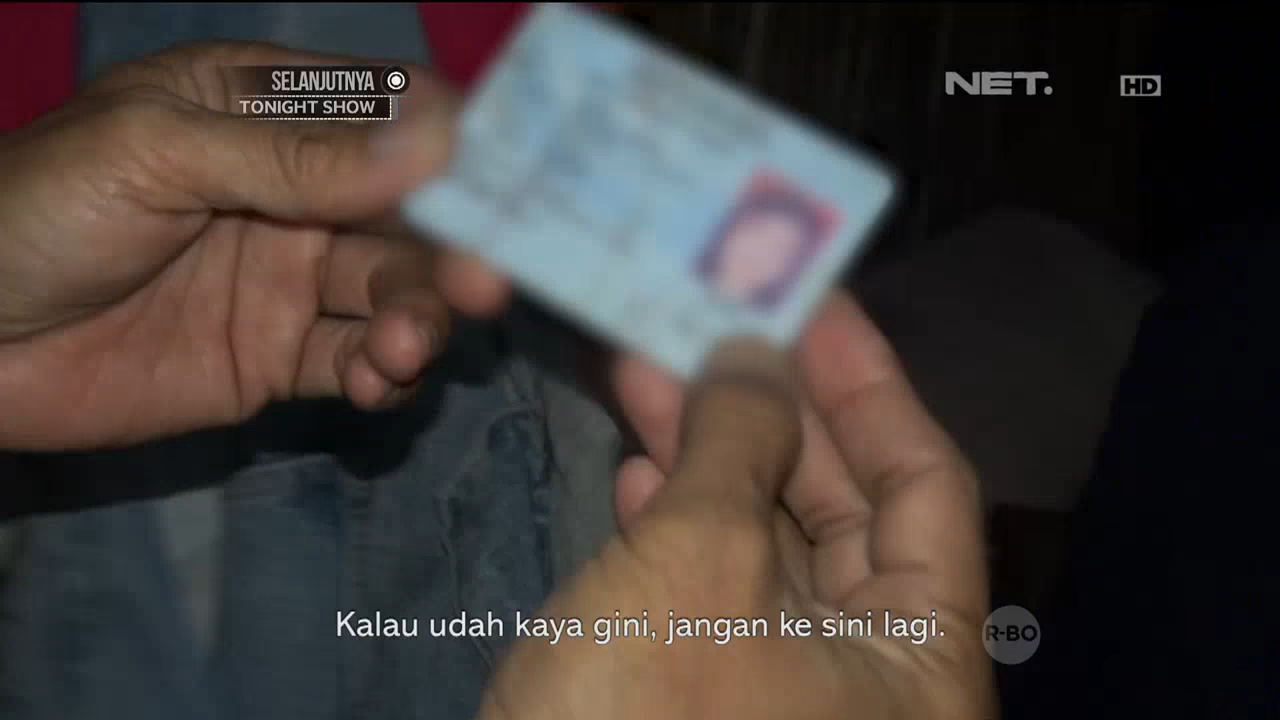 SELANJUTNYA
TONIGHT SHOW
NET.
HD
Kalau udah kaya gini, jangan ke sini lagi.
R-BO